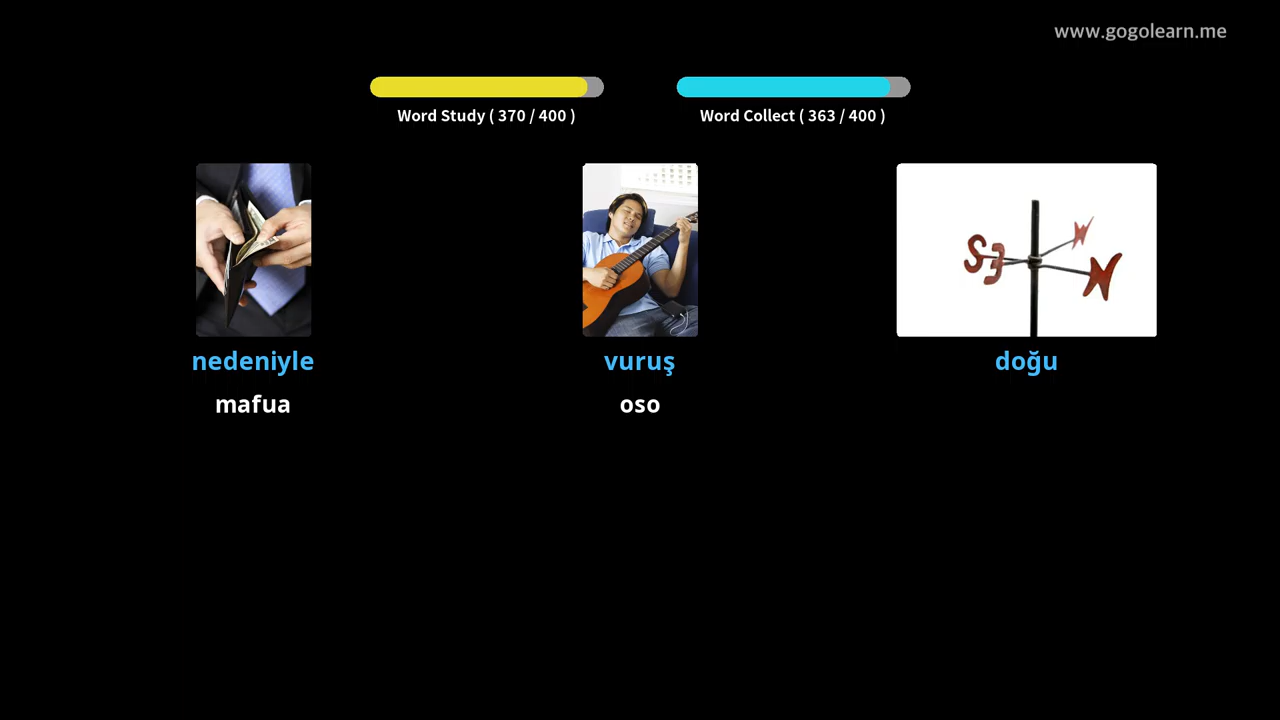 www.gogolearn.me
Word Study ( 370 / 400 )
Word Collect ( 363 / 400 )
S
E
N
W
nedeniyle
vuruş
doğu
mafua
oso